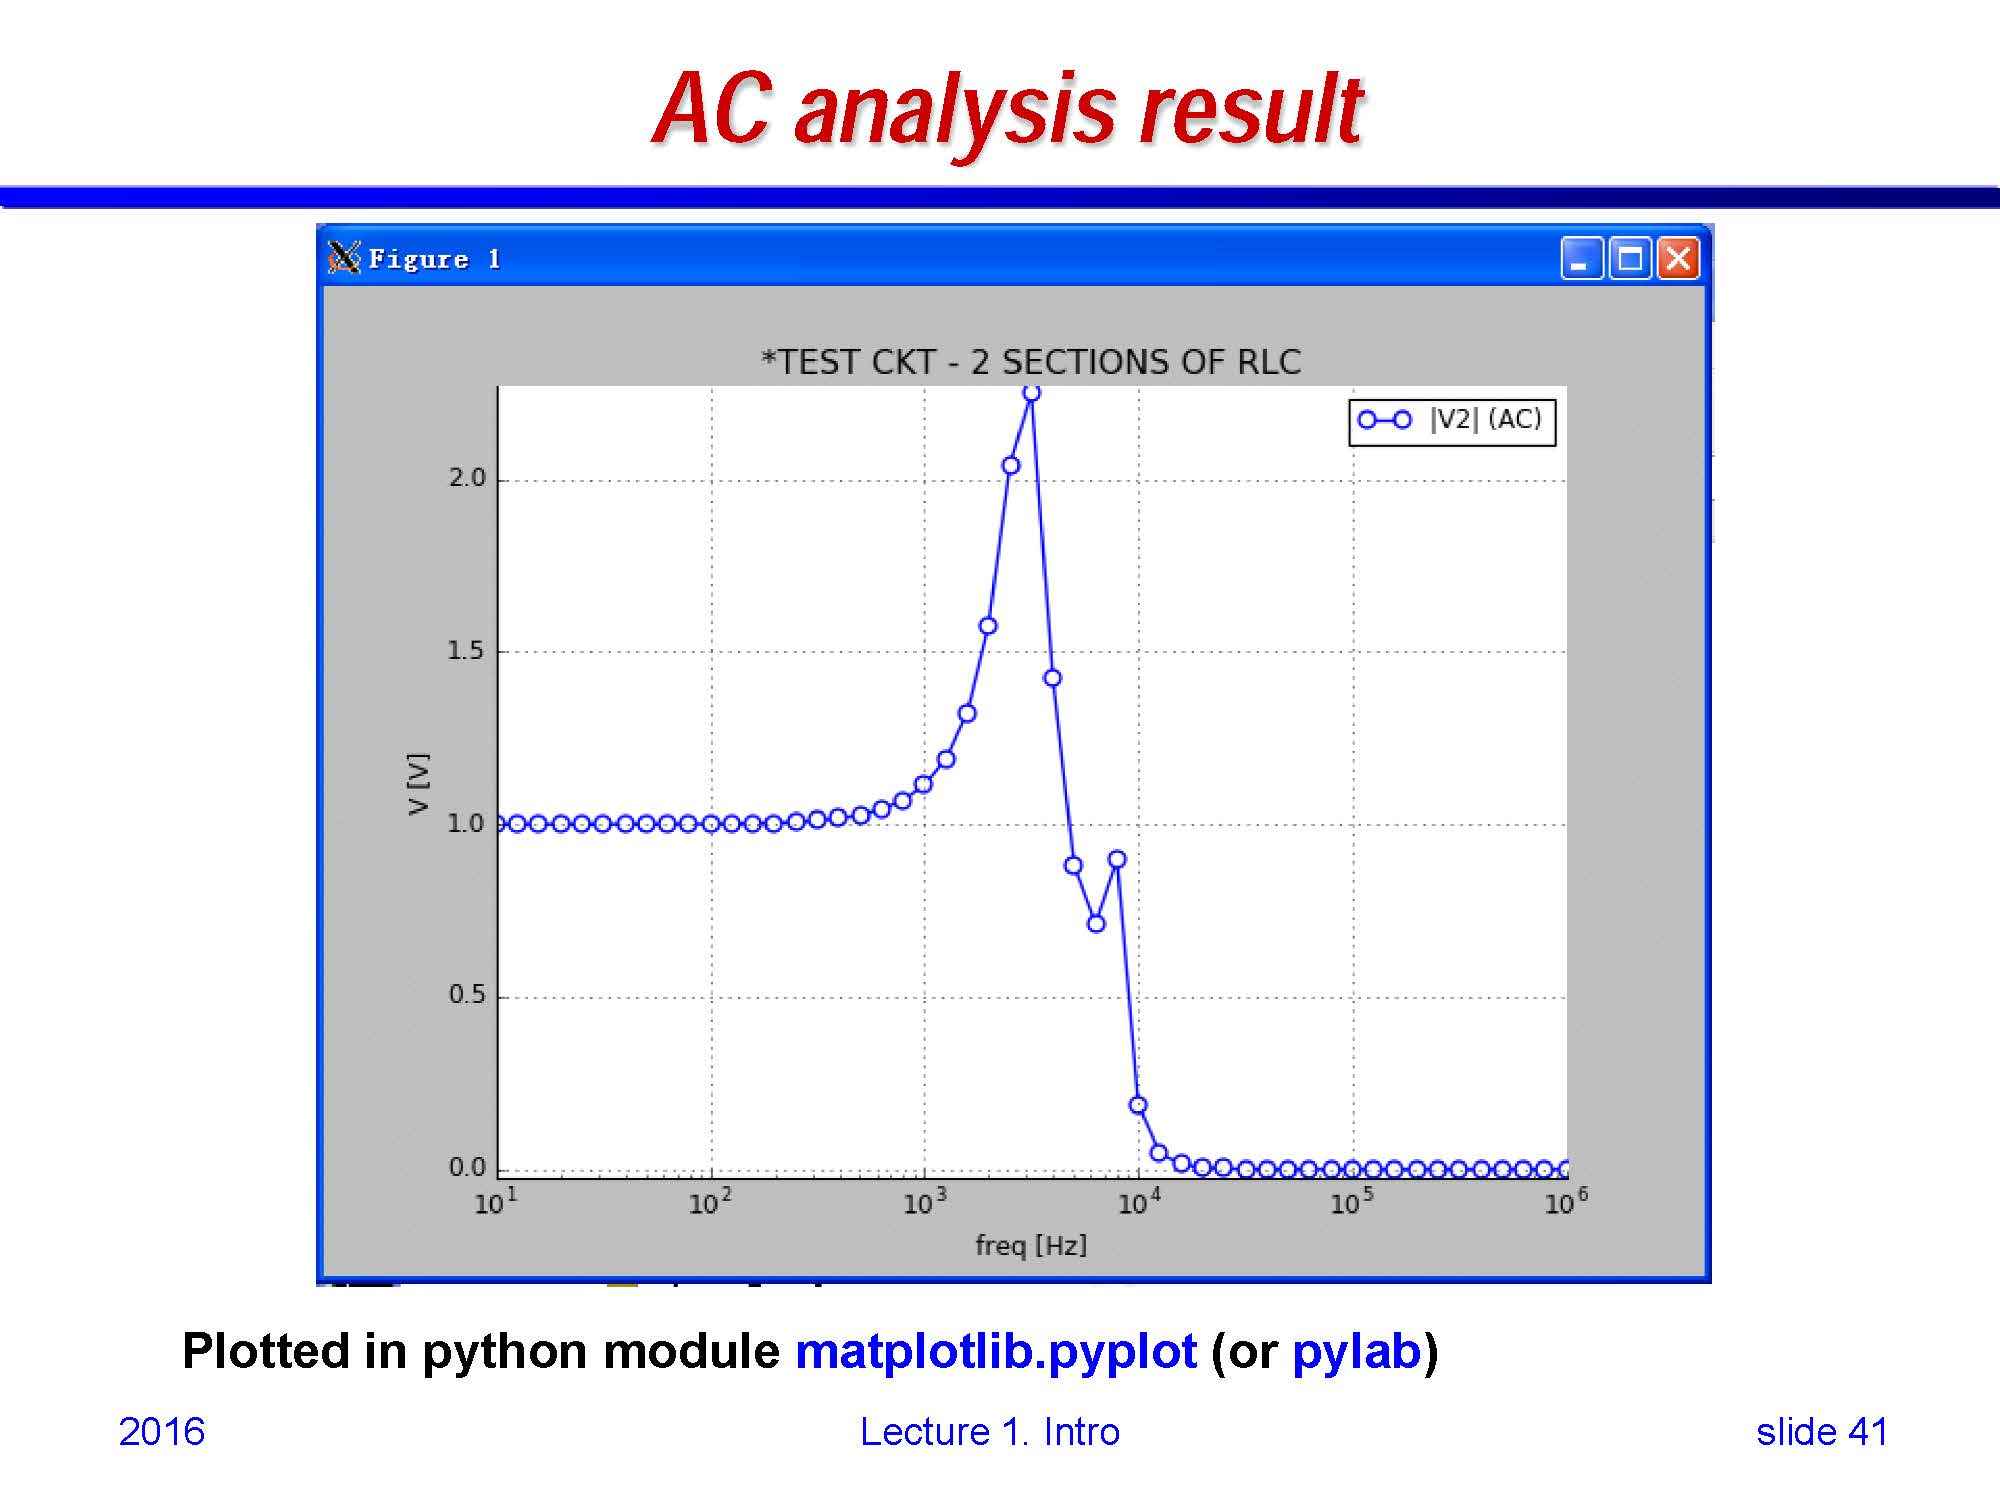 AC analysis result
Figure 1
*TEST CKT - 2 SECTIONS OF RLC
|V2| (AC)
2.0
1.5
V [V]
1.0
0.5
0.0
10^1 10^2 10^3 10^4 10^5 10^6
freq [Hz]
Plotted in python module matplotlib.pyplot (or pylab)
2016 Lecture 1. Intro slide 41